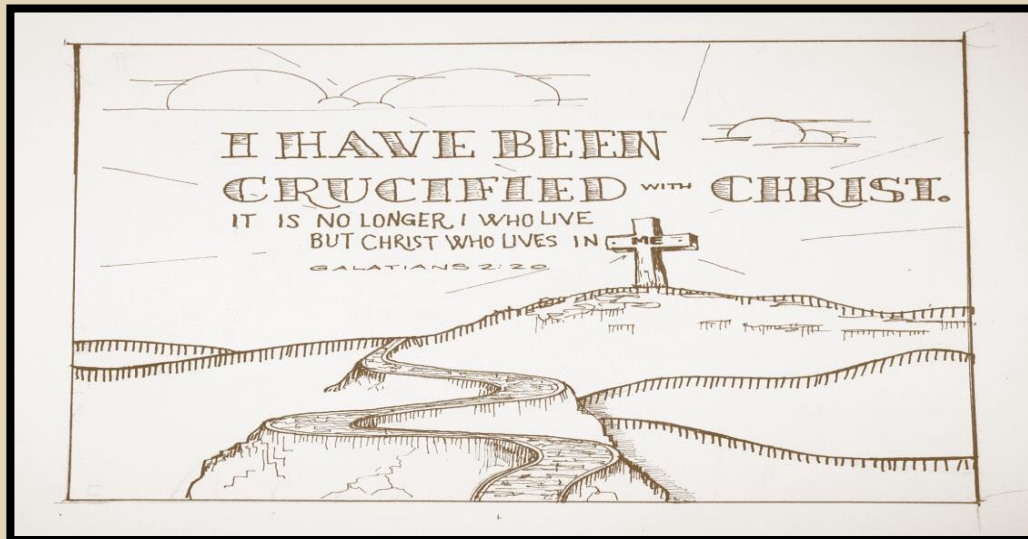 I HAVE BEEN
CRUCIFIED WITH CHRIST.
IT IS NO LONGER I WHO LIVE
BUT CHRIST WHO LIVES IN ME
GALATIANS 2:20